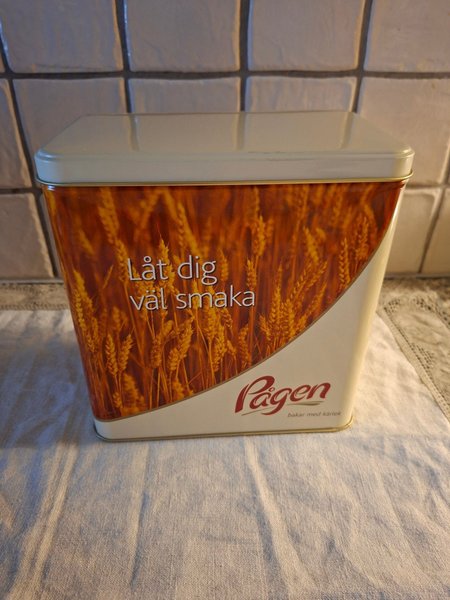 Låt dig
väl smaka
Pågen
bakar med kärlek